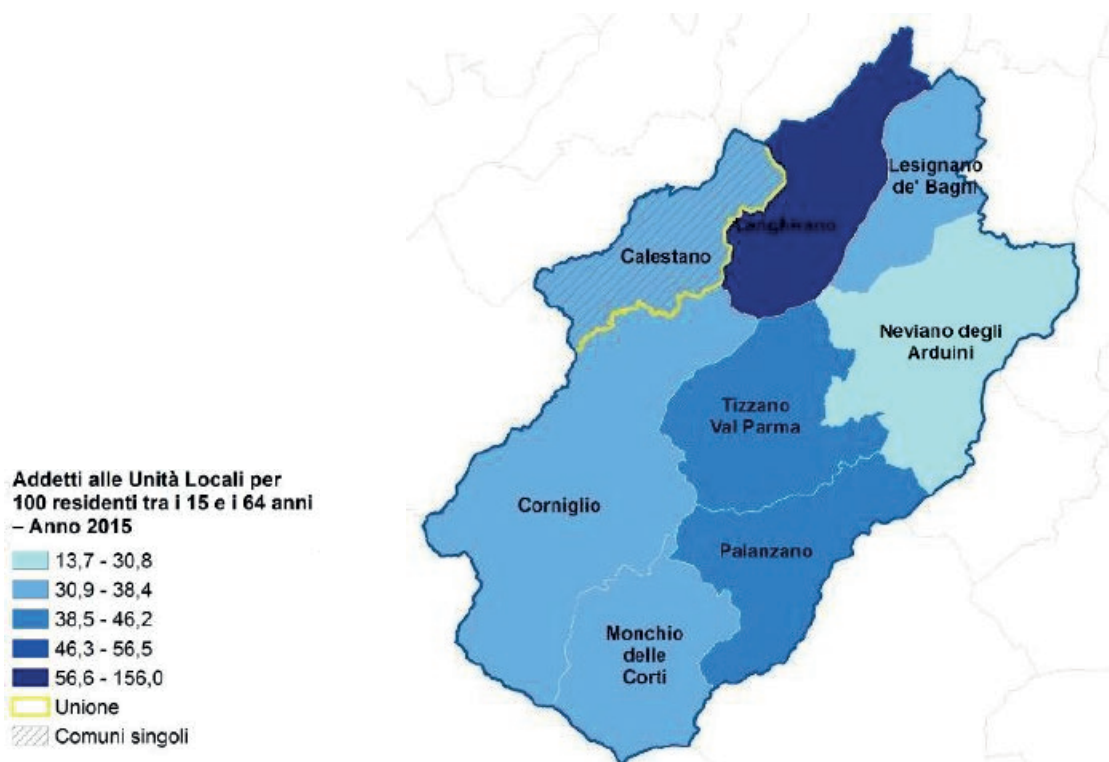 Lesignano
de' Bagni
Langhirano
Calestano
Neviano degli
Arduini
Tizzano
Val Parma
Corniglio
Palanzano
Monchio
delle
Corti
Addetti alle Unità Locali per
100 residenti tra i 15 e i 64 anni
– Anno 2015
13,7 - 30,8
30,9 - 38,4
38,5 - 46,2
46,3 - 56,5
56,6 - 156,0
Unione
Comuni singoli